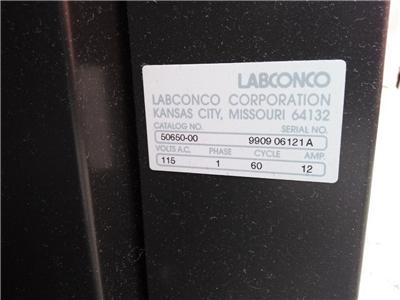 LABCONCO
LABCONCO CORPORATION
KANSAS CITY, MISSOURI 64132
CATALOG NO. SERIAL NO.
50650-00 9909 06121 A
VOLTS A.C. PHASE CYCLE AMP.
115 1 60 12